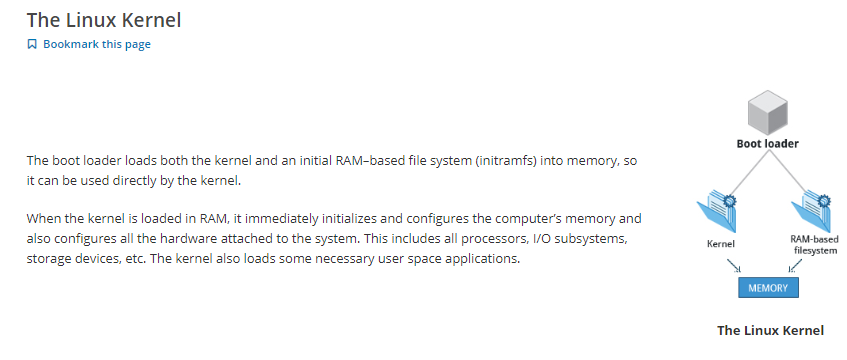 The Linux Kernel
Bookmark this page
The boot loader loads both the kernel and an initial RAM–based file system (initramfs) into memory, so
it can be used directly by the kernel.
When the kernel is loaded in RAM, it immediately initializes and configures the computer’s memory and
also configures all the hardware attached to the system. This includes all processors, I/O subsystems,
storage devices, etc. The kernel also loads some necessary user space applications.
Boot loader
Kernel
RAM-based
filesystem
MEMORY
The Linux Kernel